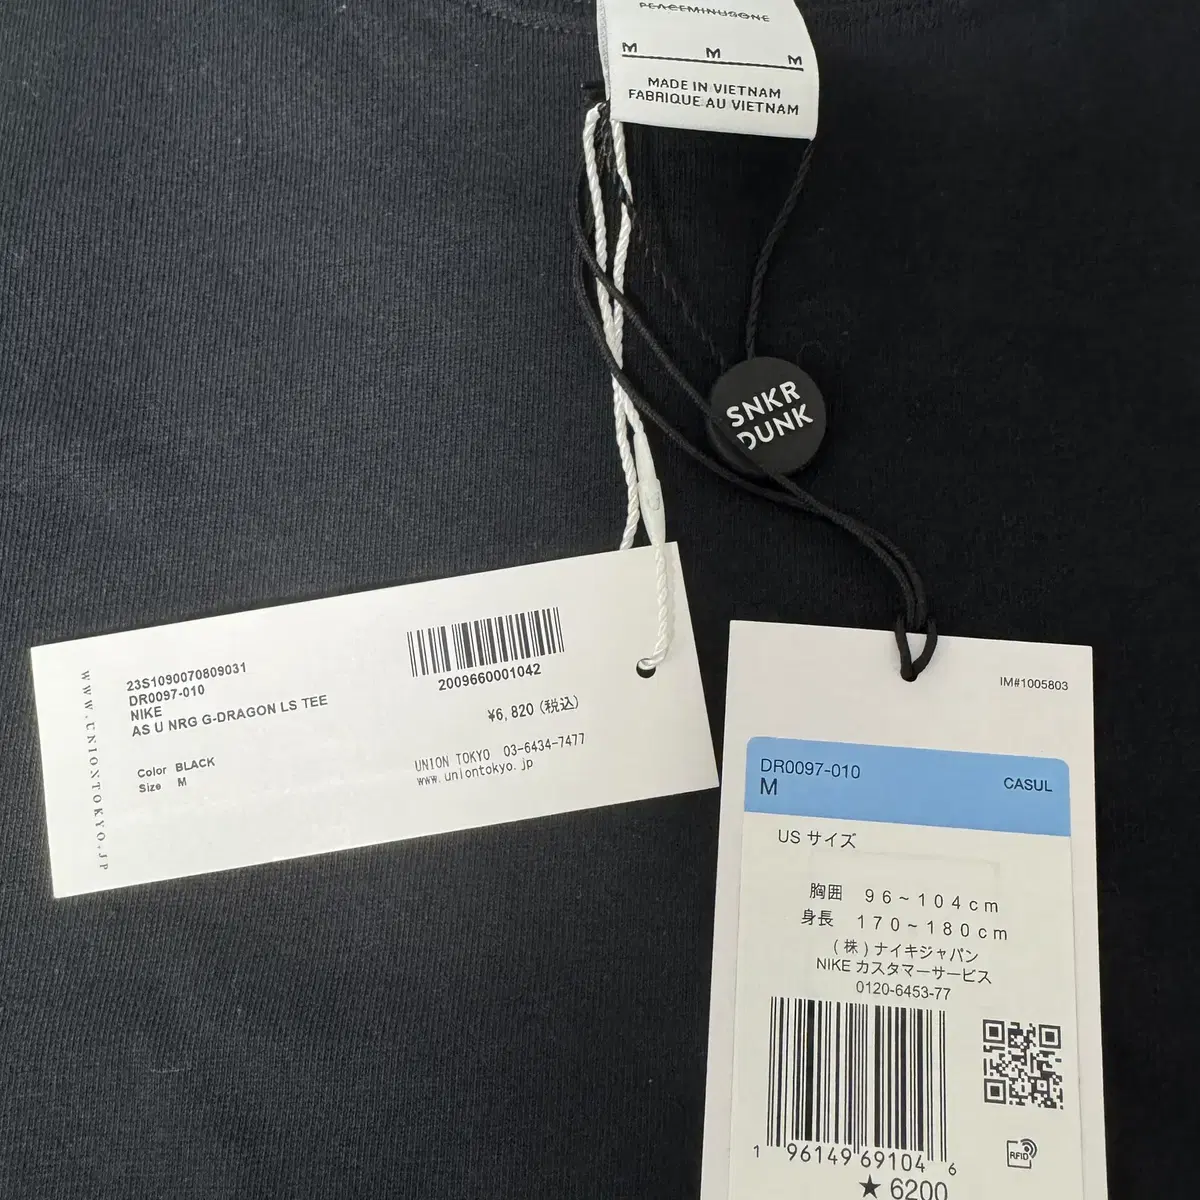 PEACEMINUSONE
M M M
MADE IN VIETNAM
FABRIQUE AU VIETNAM
SNKR
DUNK
WWW.UNIONTOKYO.JP
23S1090070809031
DR0097-010
NIKE
AS U NRG G-DRAGON LS TEE
Color BLACK
Size M
2009660001042
¥6,820(税込)
UNION TOKYO 03-6434-7477
www.uniontokyo.jp
IM#1005803
DR0097-010
M
CASUL
US サイズ
胸囲 96~104cm
身長 170~180cm
(株)ナイキジャパン
NIKE カスタマーサービス
0120-6453-77
1 96149 69104 6
RFID
★6200